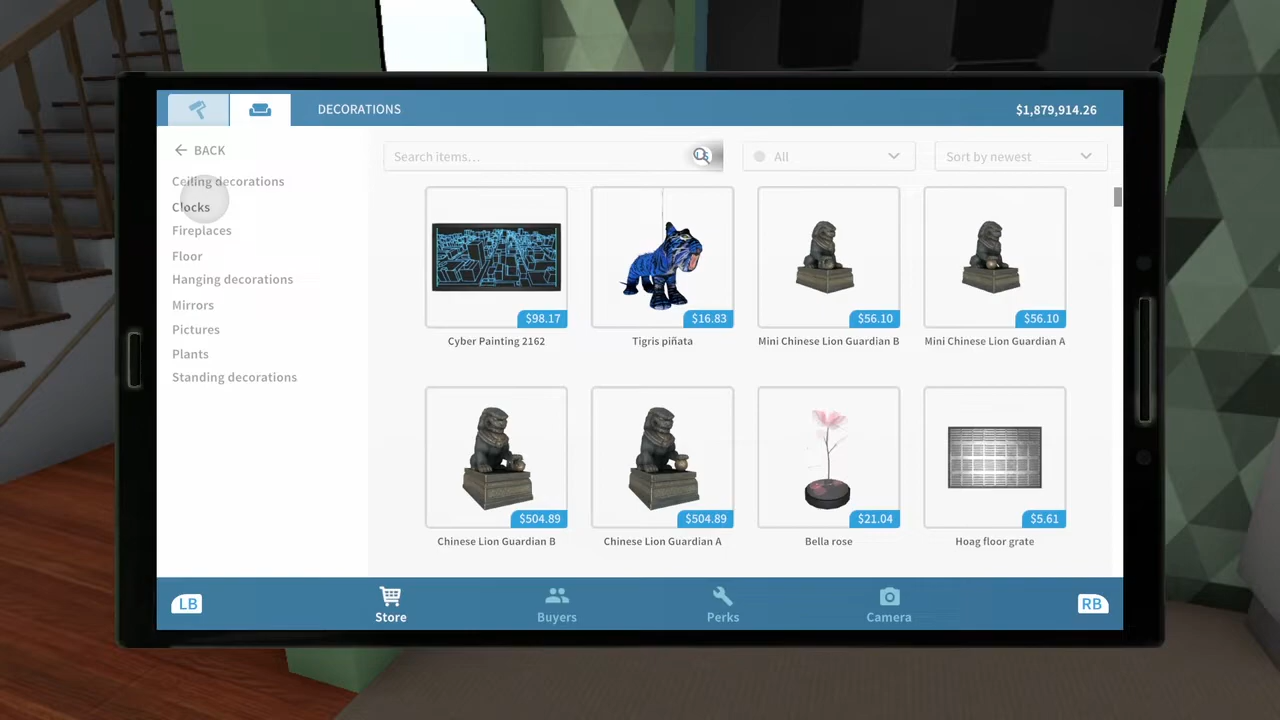 DECORATIONS
$1,879,914.26
BACK
Search items...
All
Sort by newest
Ceiling decorations
Clocks
Fireplaces
Floor
Hanging decorations
Mirrors
Pictures
Plants
Standing decorations
$98.17
$16.83
$56.10
$56.10
Cyber Painting 2162
Tigris piñata
Mini Chinese Lion Guardian B
Mini Chinese Lion Guardian A
$504.89
$504.89
$21.04
$5.61
Chinese Lion Guardian B
Chinese Lion Guardian A
Bella rose
Hoag floor grate
LB
Store
Buyers
Perks
Camera
RB